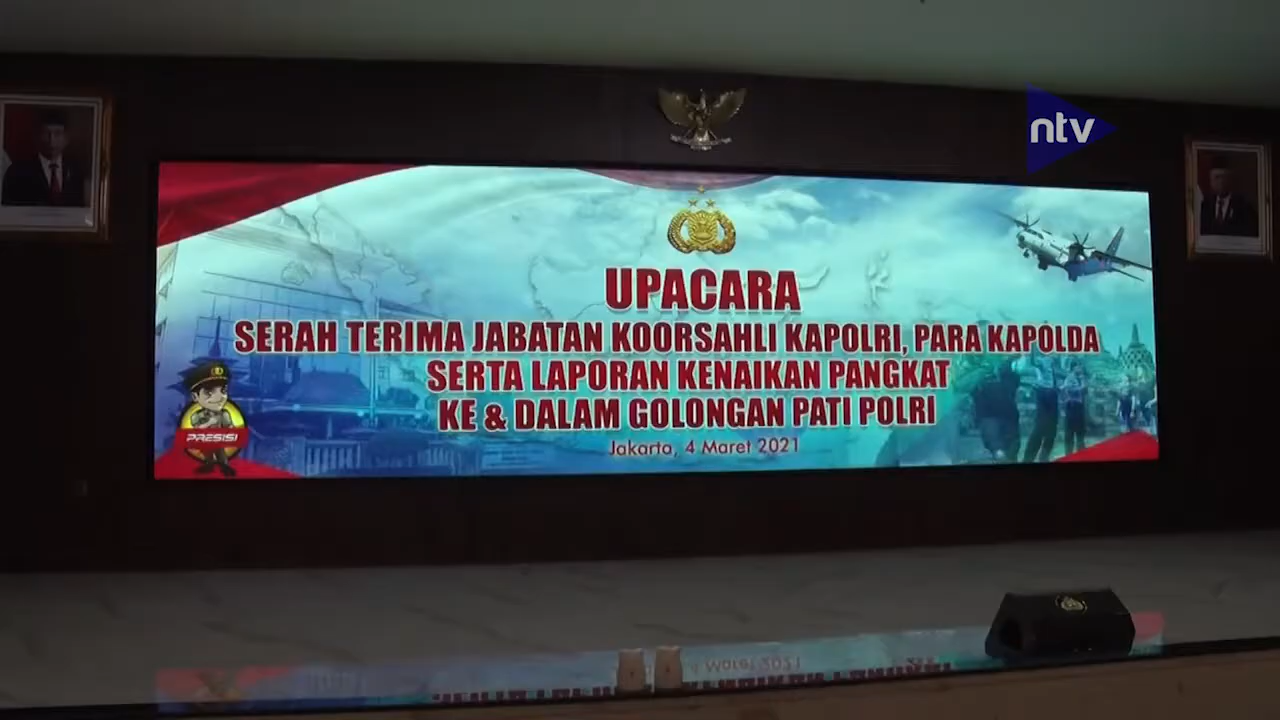 ntv
UPACARA
SERAH TERIMA JABATAN KOORSAHLI KAPOLRI, PARA KAPOLDA
SERTA LAPORAN KENAIKAN PANGKAT
KE & DALAM GOLONGAN PATI POLRI
Jakarta, 4 Maret 2021
PRESISI